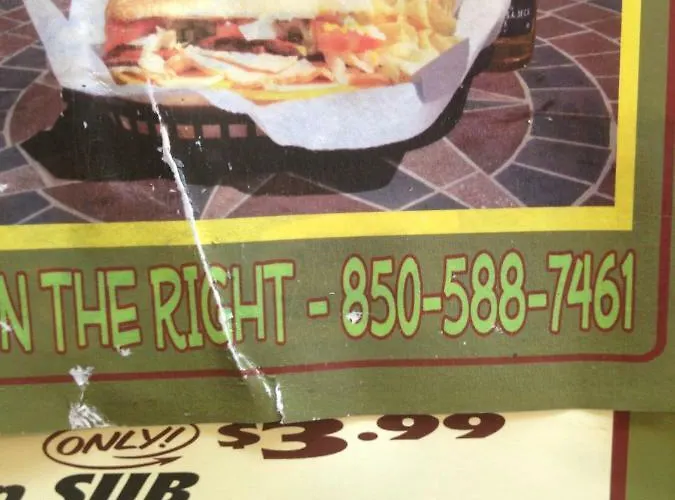 N THE RIGHT - 850-588-7461
ONLY! $3.99
SUB